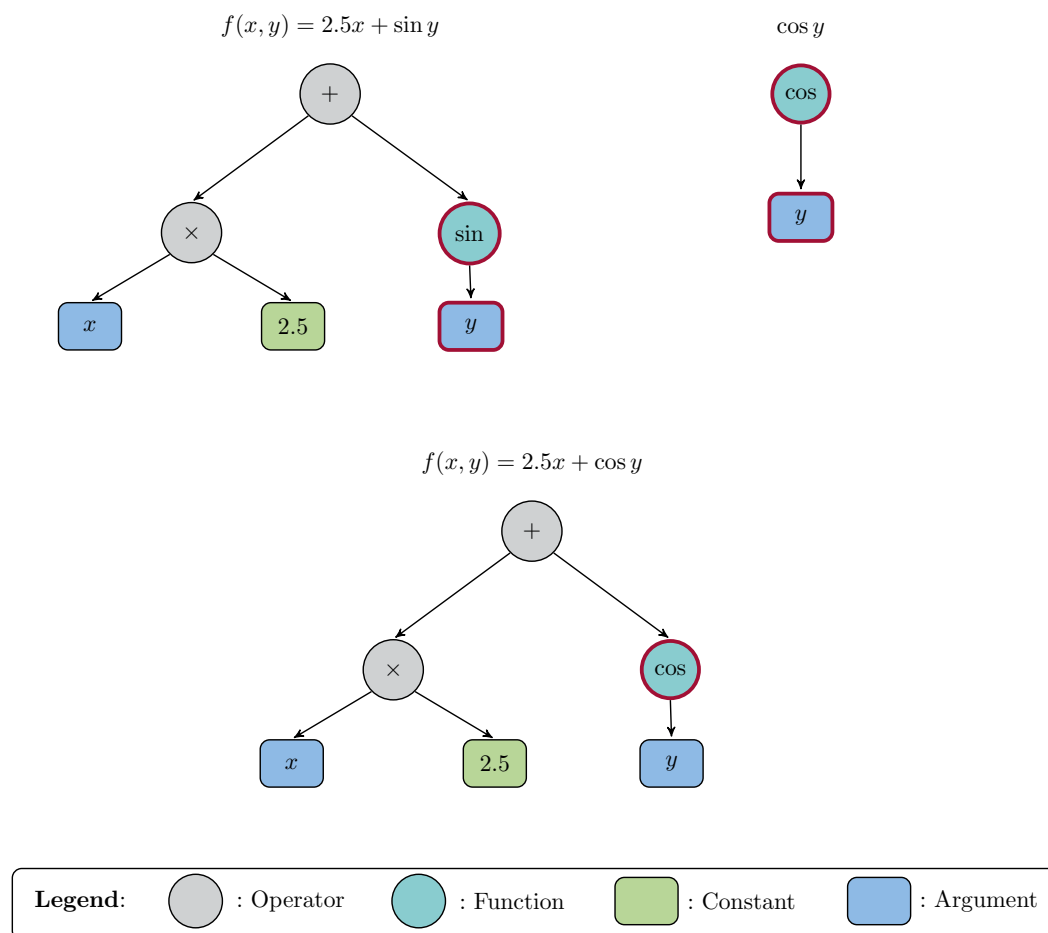 f(x, y) = 2.5x + sin y
cos y
+
cos
×
sin
y
x
2.5
y
f(x, y) = 2.5x + cos y
+
×
cos
x
2.5
y
Legend: : Operator : Function : Constant : Argument